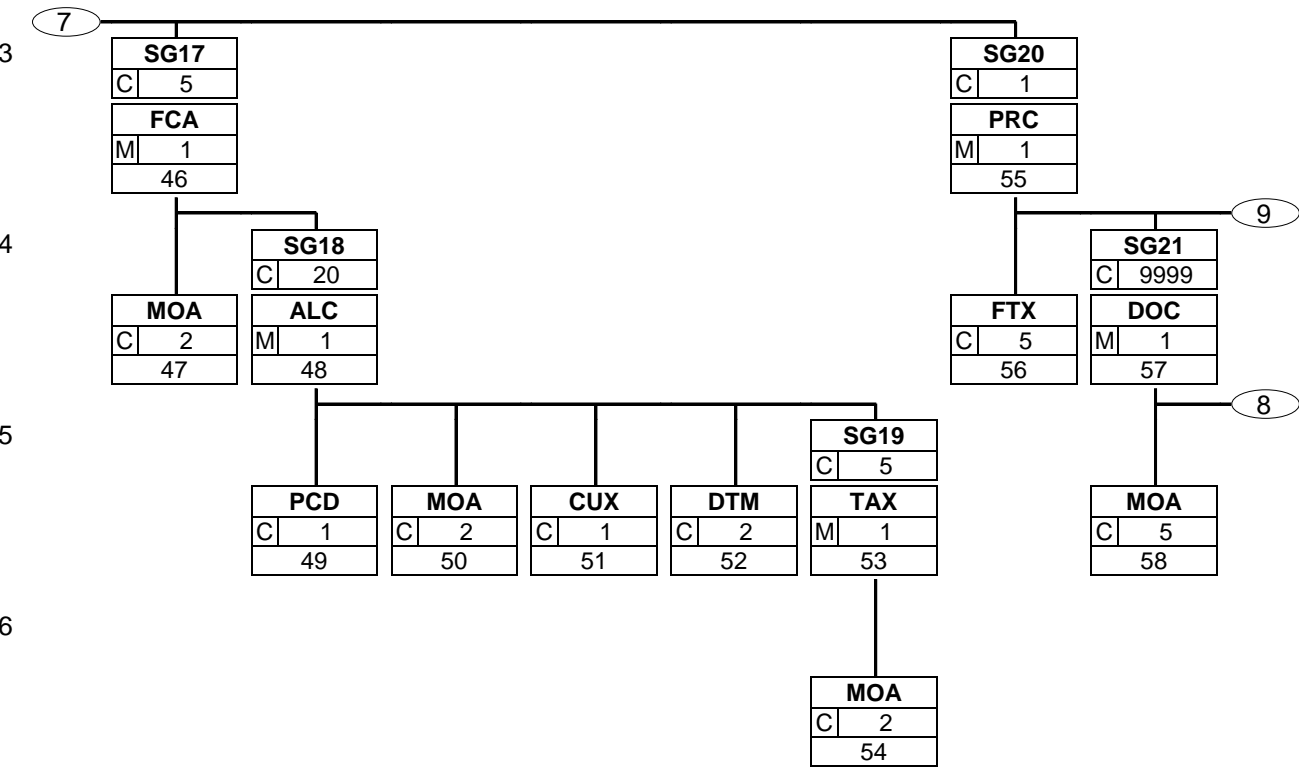 7
3
SG17
C 5
FCA
M 1
46
SG20
C 1
PRC
M 1
55
9
4
SG18
C 20
SG21
C 9999
MOA
C 2
47
ALC
M 1
48
FTX
C 5
56
DOC
M 1
57
8
5
SG19
C 5
PCD
C 1
49
MOA
C 2
50
CUX
C 1
51
DTM
C 2
52
TAX
M 1
53
MOA
C 5
58
6
MOA
C 2
54